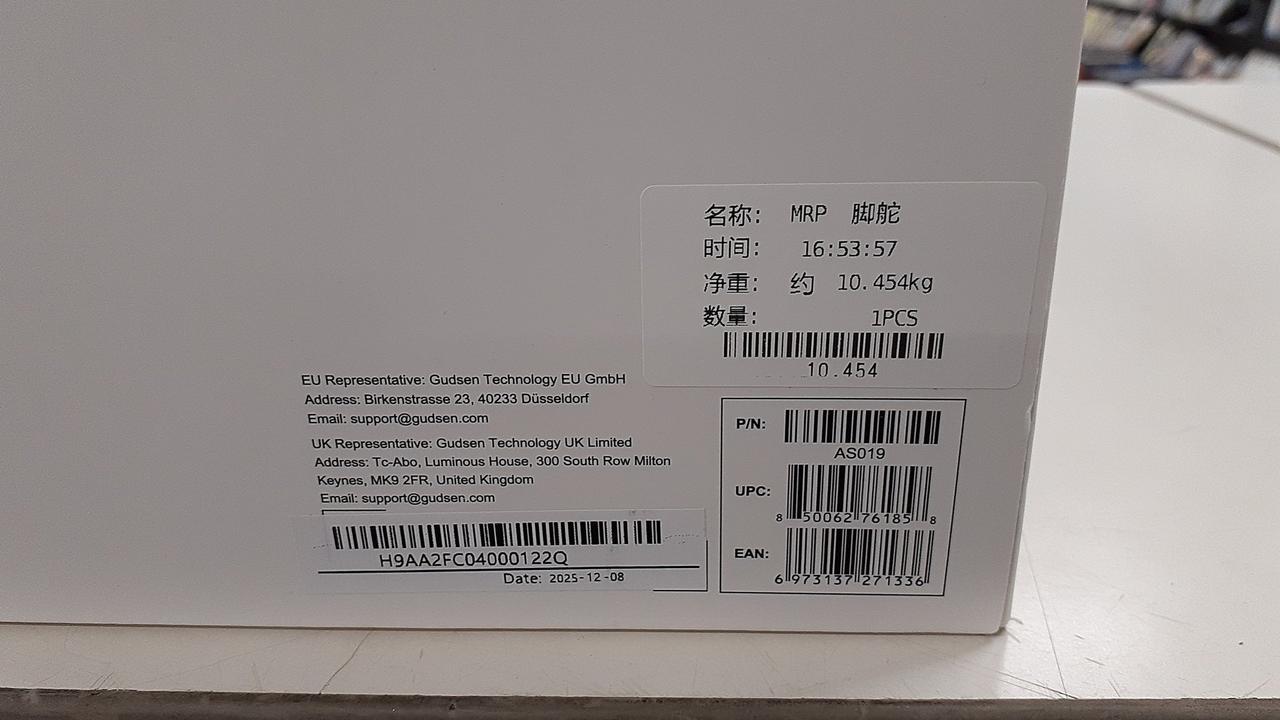 名称: MRP 脚舵
时间: 16:53:57
净重: 约 10.454kg
数量: 1PCS
10.454
EU Representative: Gudsen Technology EU GmbH
Address: Birkenstrasse 23, 40233 Düsseldorf
Email: support@gudsen.com
UK Representative: Gudsen Technology UK Limited
Address: Tc-Abo, Luminous House, 300 South Row Milton
Keynes, MK9 2FR, United Kingdom
Email: support@gudsen.com
H9AA2FC04000122Q
Date: 2025-12-08
P/N:
AS019
UPC:
8 50062 76185 8
EAN:
6 973137 271336